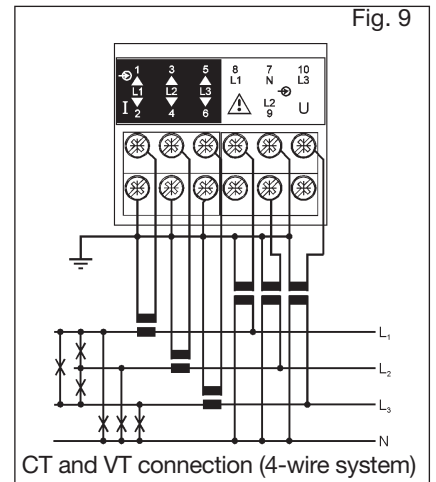 Fig. 9
1 3 5 8 7 10
L1 N L3
L1 L2 L3
I L2 U
2 4 6 9
L₁
L₂
L₃
N
CT and VT connection (4-wire system)